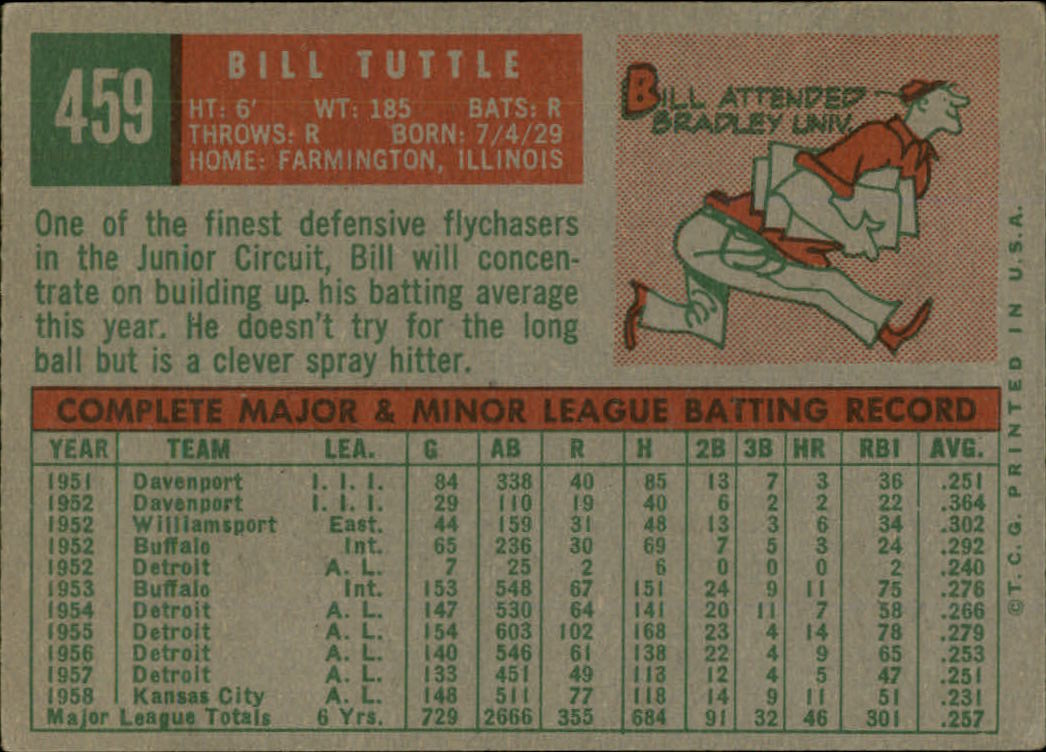 459
BILL TUTTLE
HT: 6' WT: 185 BATS: R
THROWS: R BORN: 7/4/29
HOME: FARMINGTON, ILLINOIS
BILL ATTENDED
BRADLEY UNIV.
One of the finest defensive flychasers
in the Junior Circuit, Bill will concen-
trate on building up his batting average
this year. He doesn't try for the long
ball but is a clever spray hitter.
COMPLETE MAJOR & MINOR LEAGUE BATTING RECORD
YEAR TEAM LEA. G AB R H 2B 3B HR RBI AVG.
1951 Davenport I. I. I. 84 338 40 85 13 7 3 36 .251
1952 Davenport I. I. I. 29 110 19 40 6 2 2 22 .364
1952 Williamsport East. 44 159 31 48 13 3 6 34 .302
1952 Buffalo Int. 65 236 30 69 7 5 3 24 .292
1952 Detroit A. L. 7 25 2 6 0 0 0 2 .240
1953 Buffalo Int. 153 548 67 151 24 9 11 75 .276
1954 Detroit A. L. 147 530 64 141 20 11 7 58 .266
1955 Detroit A. L. 154 603 102 168 23 4 14 78 .279
1956 Detroit A. L. 140 546 61 138 22 4 9 65 .253
1957 Detroit A. L. 133 451 49 113 12 4 5 47 .251
1958 Kansas City A. L. 148 511 77 118 14 9 11 51 .231
Major League Totals 6 Yrs. 729 2666 355 684 91 32 46 301 .257
©T. C. G. PRINTED IN U.S.A.